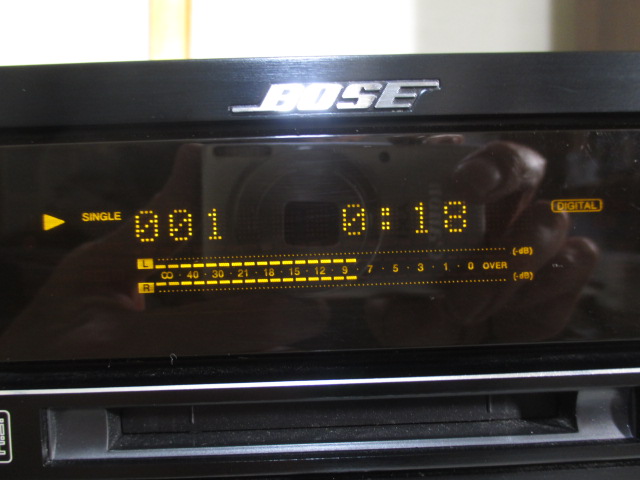 BOSE
SINGLE 001 0:18 DIGITAL
L (-dB)
∞ 40 · 30 · 21 · 18 · 15 · 12 · 9 · 7 · 5 · 3 · 1 · 0 OVER
R (-dB)